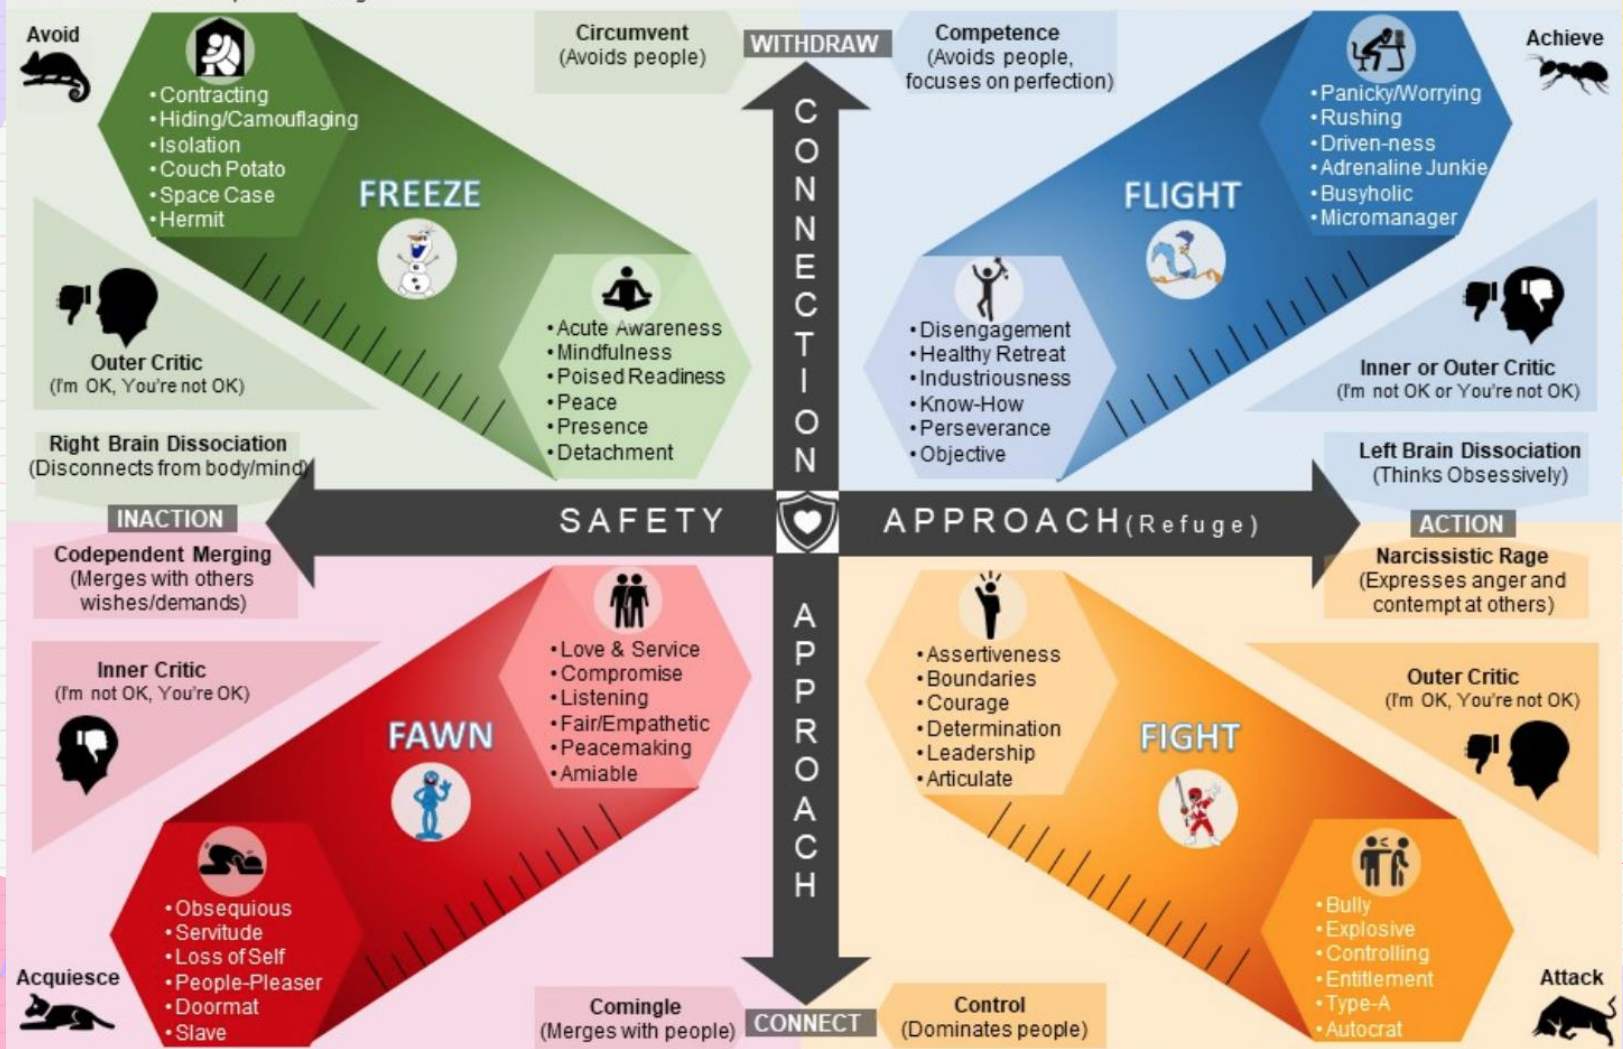 Avoid
• Contracting
• Hiding/Camouflaging
• Isolation
• Couch Potato
• Space Case
• Hermit
FREEZE
Circumvent
(Avoids people)
WITHDRAW
Competence
(Avoids people,
focuses on perfection)
Achieve
• Panicky/Worrying
• Rushing
• Driven-ness
• Adrenaline Junkie
• Busyholic
• Micromanager
FLIGHT
CONNECTION
Outer Critic
(I'm OK, You're not OK)
• Acute Awareness
• Mindfulness
• Poised Readiness
• Peace
• Presence
• Detachment
• Disengagement
• Healthy Retreat
• Industriousness
• Know-How
• Perseverance
• Objective
Inner or Outer Critic
(I'm not OK or You're not OK)
Right Brain Dissociation
(Disconnects from body/mind)
Left Brain Dissociation
(Thinks Obsessively)
INACTION
SAFETY APPROACH (Refuge)
ACTION
Codependent Merging
(Merges with others
wishes/demands)
Narcissistic Rage
(Expresses anger and
contempt at others)
APPROACH
Inner Critic
(I'm not OK, You're OK)
• Love & Service
• Compromise
• Listening
• Fair/Empathetic
• Peacemaking
• Amiable
FAWN
• Assertiveness
• Boundaries
• Courage
• Determination
• Leadership
• Articulate
FIGHT
Outer Critic
(I'm OK, You're not OK)
Acquiesce
• Obsequious
• Servitude
• Loss of Self
• People-Pleaser
• Doormat
• Slave
Comingle
(Merges with people)
CONNECT
Control
(Dominates people)
• Bully
• Explosive
• Controlling
• Entitlement
• Type-A
• Autocrat
Attack